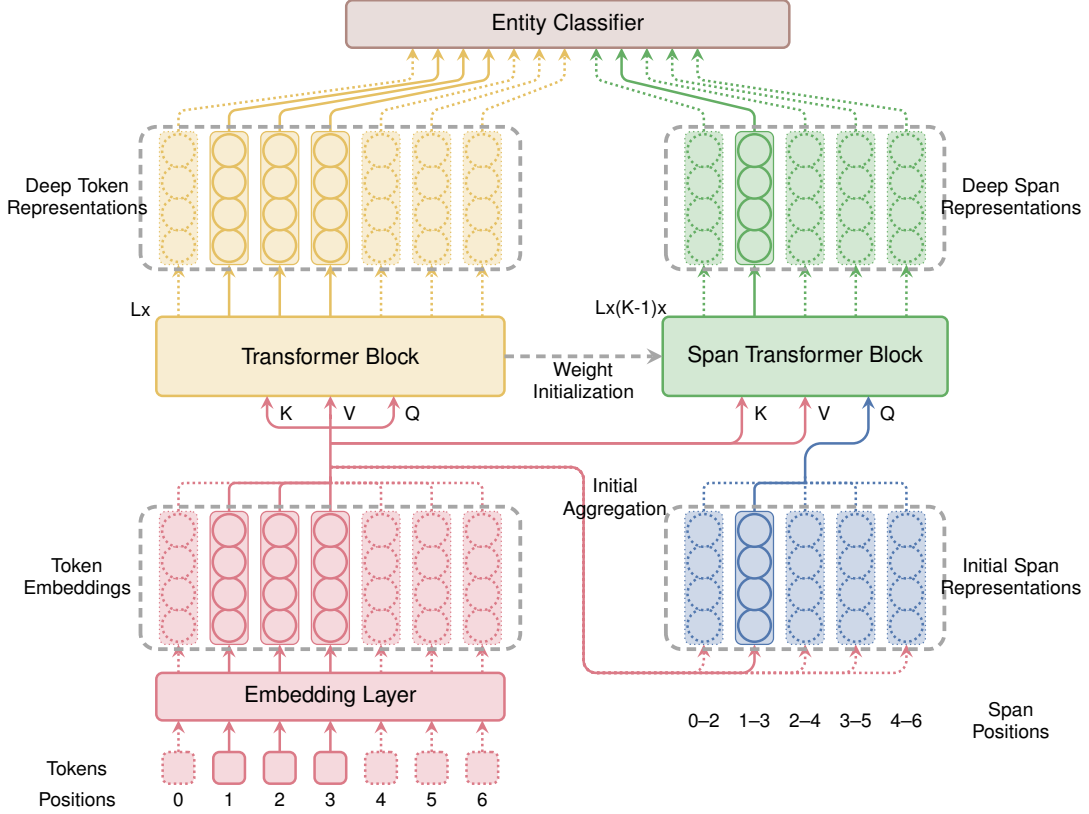 Entity Classifier
Deep Token
Representations
Deep Span
Representations
Lx
Lx(K-1)x
Transformer Block
Span Transformer Block
Weight
Initialization
K
V
Q
K
V
Q
Initial
Aggregation
Token
Embeddings
Initial Span
Representations
Embedding Layer
0–2
1–3
2–4
3–5
4–6
Span
Positions
Tokens
Positions
0
1
2
3
4
5
6